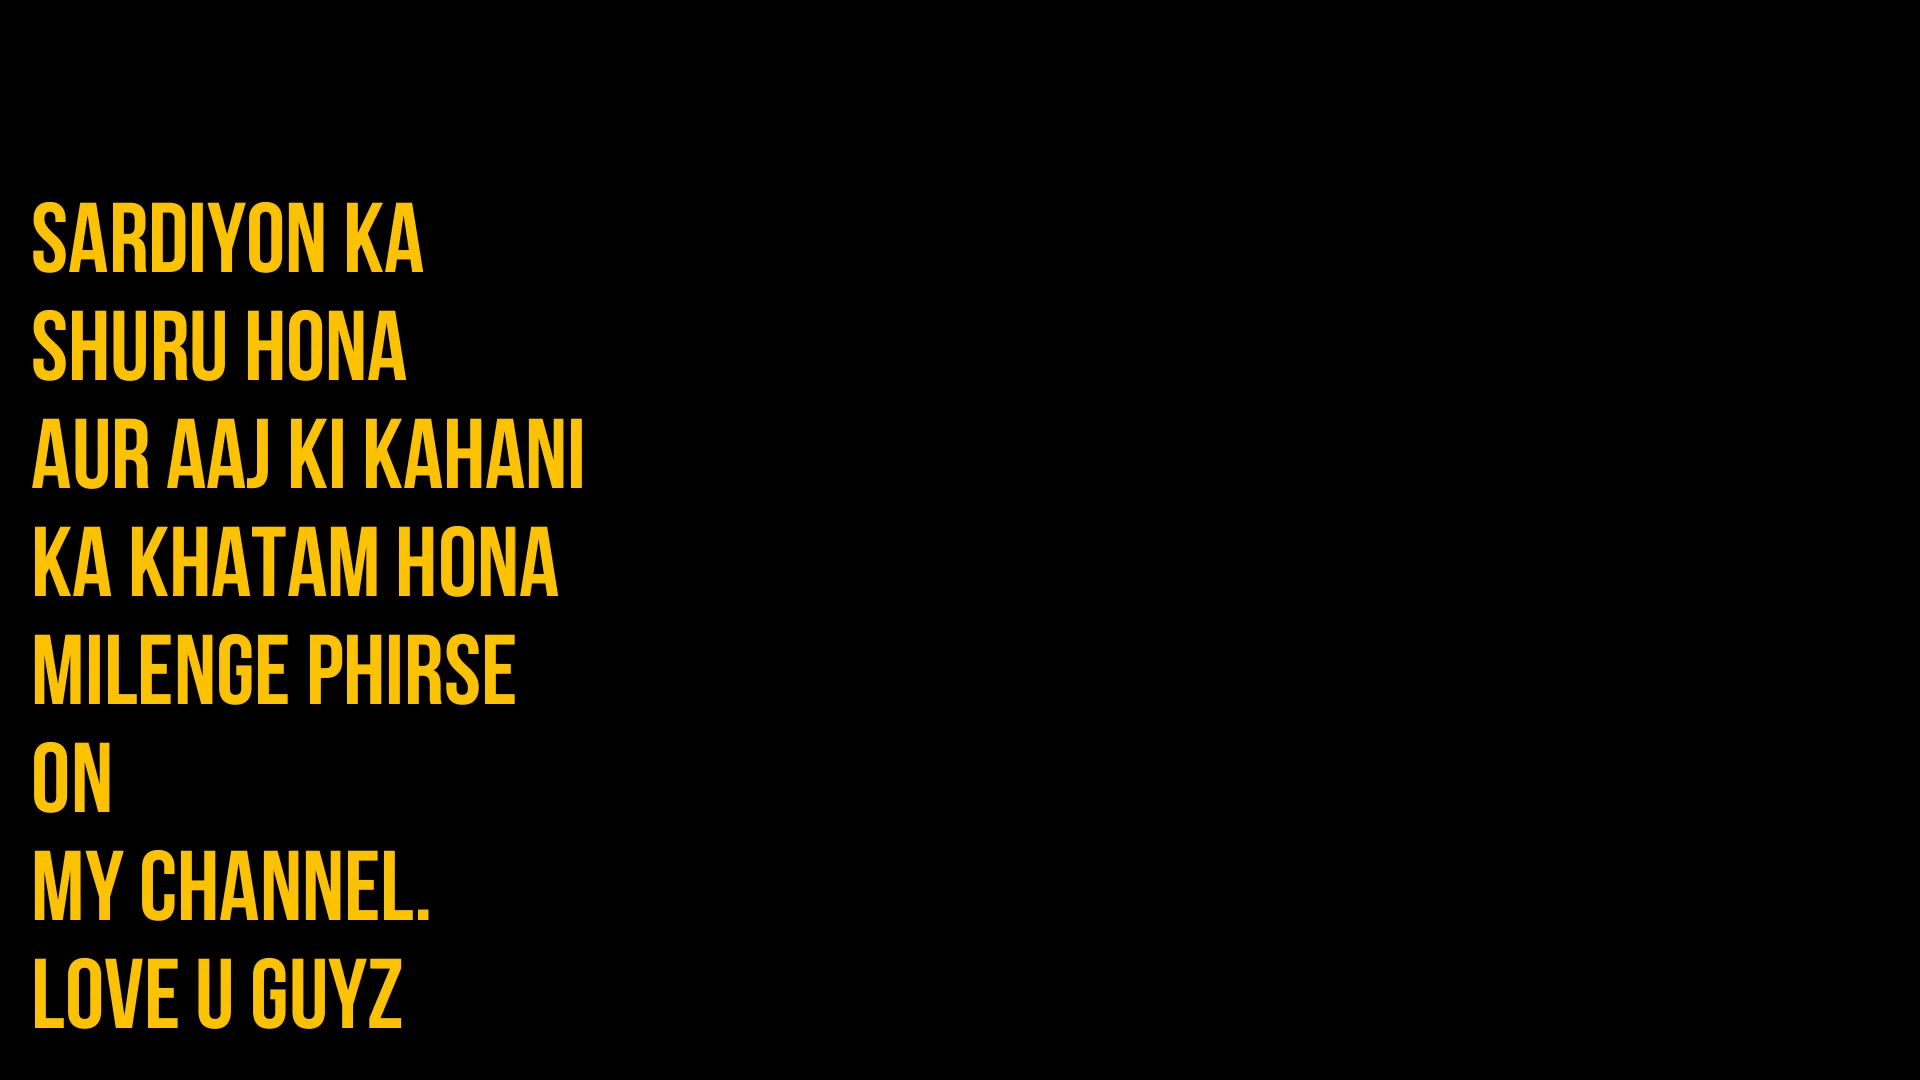 SARDIYON KA
SHURU HONA
AUR AAJ KI KAHANI
KA KHATAM HONA
MILENGE PHIRSE
ON
MY CHANNEL.
LOVE U GUYZ